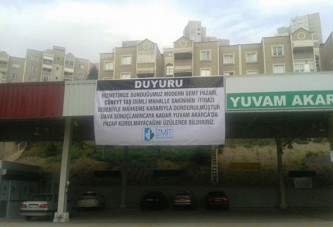 DUYURU
HİZMETİNİZE SUNDUĞUMUZ MODERN SEMT PAZARI,
CÜNEYT TAŞ İSİMLİ MAHALLE SAKİNİNİN İTİRAZI
NEDENİYLE MAHKEME KARARIYLA DURDURULMUŞTUR.
DAVA SONUÇLANINCAYA KADAR YUVAM AKARCA'DA
PAZAR KURULMAYACAĞINI ÜZÜLEREK BİLDİRİRİZ.
İZMİT
YUVAM AKAR